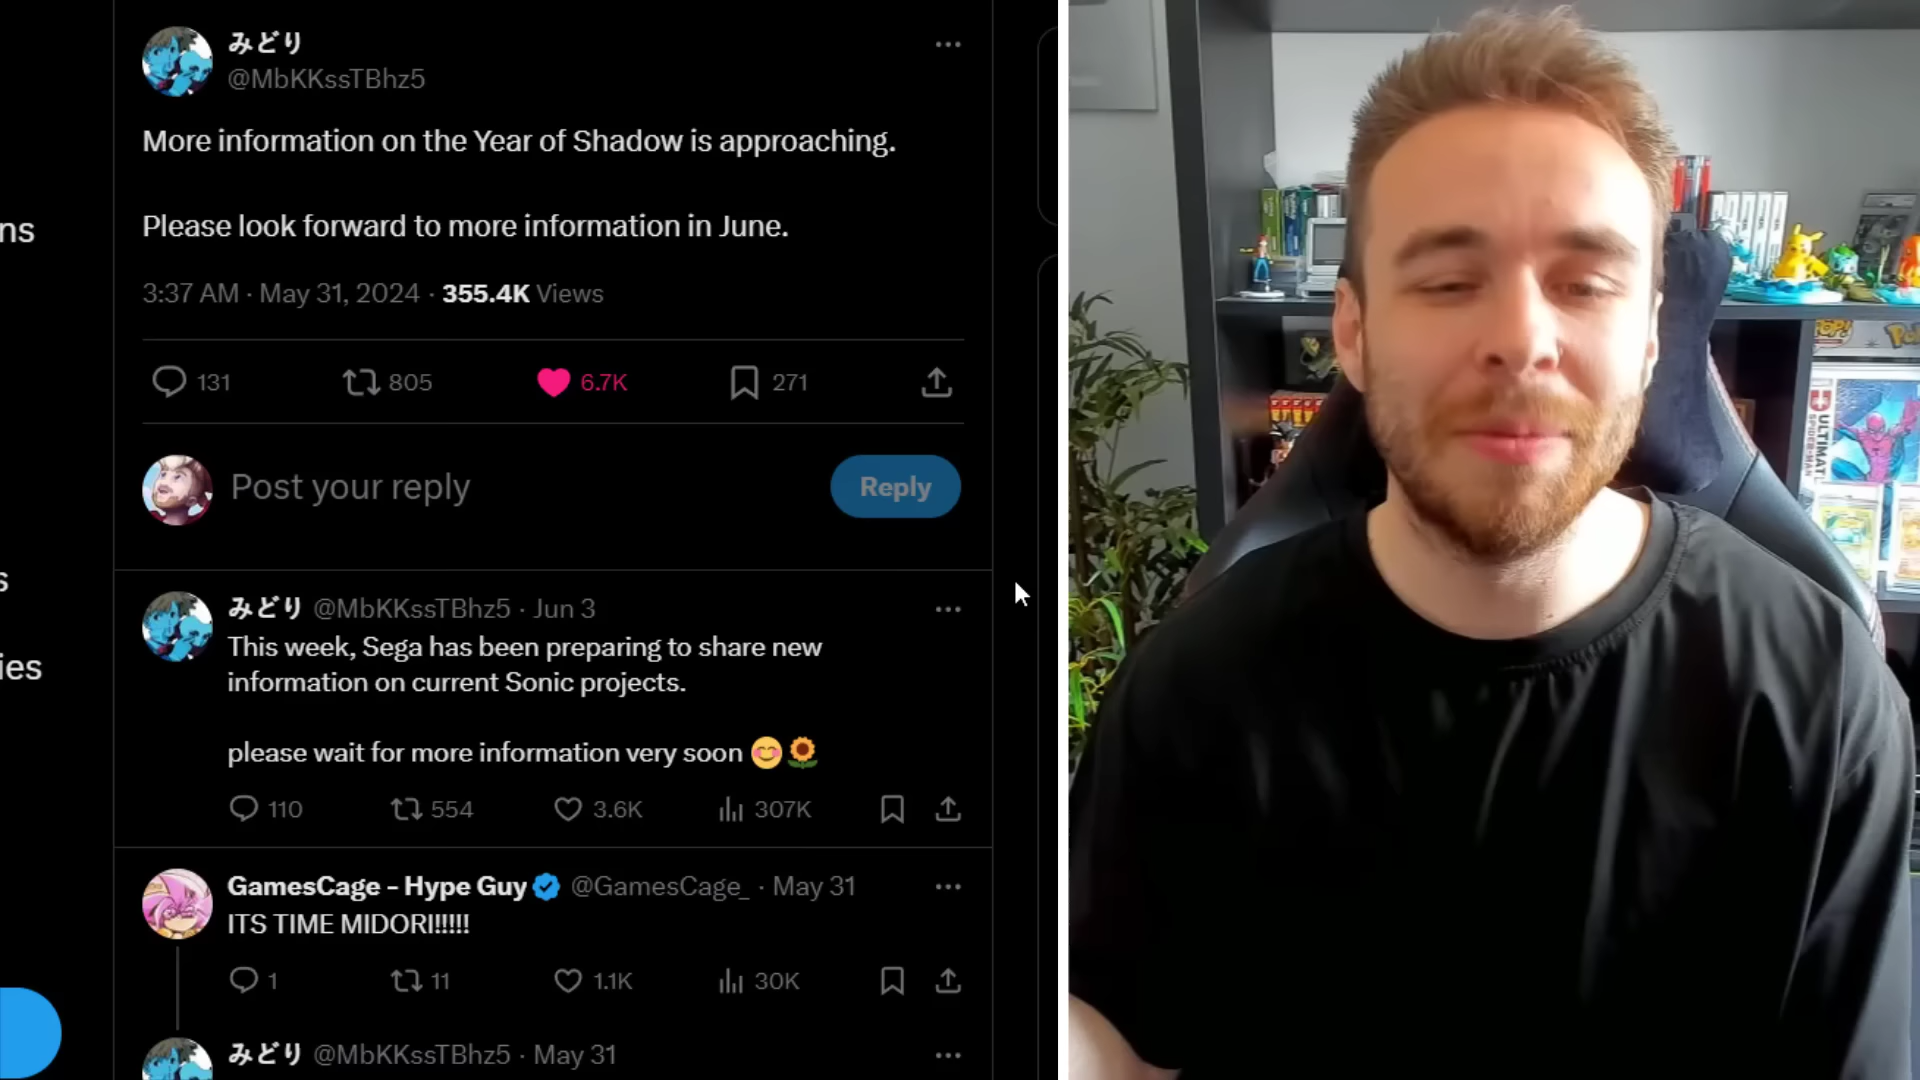 みどり
@MbKKssTBhz5
More information on the Year of Shadow is approaching.
Please look forward to more information in June.
3:37 AM · May 31, 2024 · 355.4K Views
131 805 6.7K 271
Post your reply
Reply
みどり @MbKKssTBhz5 · Jun 3
This week, Sega has been preparing to share new
information on current Sonic projects.
please wait for more information very soon 😊🌻
110 554 3.6K 307K
GamesCage - Hype Guy @GamesCage_ · May 31
ITS TIME MIDORI!!!!!!
1 11 1.1K 30K
みどり @MbKKssTBhz5 · May 31
ns
s
ies
POP!
ULTIMAT
SPIDER-MAN